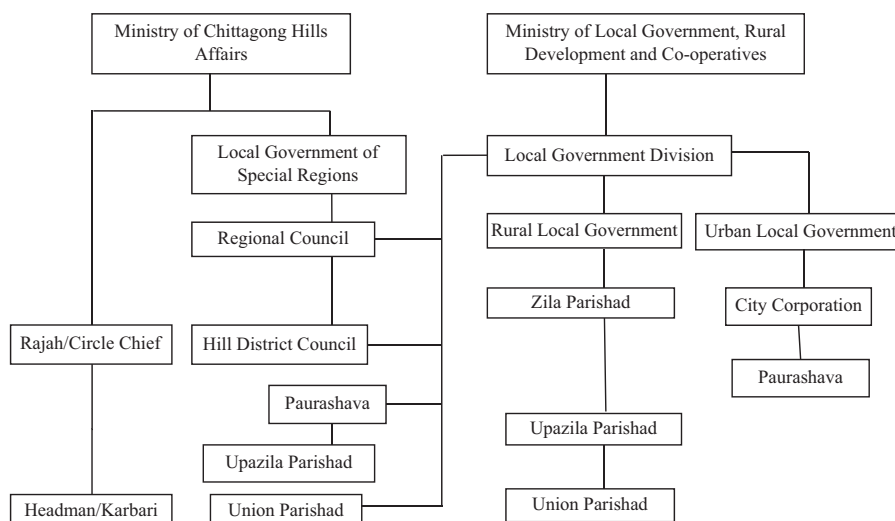 Ministry of Chittagong Hills
Affairs
Ministry of Local Government, Rural
Development and Co-operatives
Local Government of
Special Regions
Local Government Division
Regional Council
Rural Local Government
Urban Local Government
Zila Parishad
City Corporation
Rajah/Circle Chief
Hill District Council
Paurashava
Paurashava
Upazila Parishad
Upazila Parishad
Headman/Karbari
Union Parishad
Union Parishad